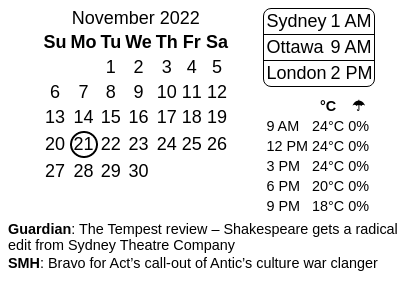 November 2022
Su Mo Tu We Th Fr Sa
1 2 3 4 5
6 7 8 9 10 11 12
13 14 15 16 17 18 19
20 21 22 23 24 25 26
27 28 29 30
Sydney 1 AM
Ottawa 9 AM
London 2 PM
°C ☂
9 AM 24°C 0%
12 PM 24°C 0%
3 PM 24°C 0%
6 PM 20°C 0%
9 PM 18°C 0%
Guardian: The Tempest review – Shakespeare gets a radical
edit from Sydney Theatre Company
SMH: Bravo for Act's call-out of Antic's culture war clanger